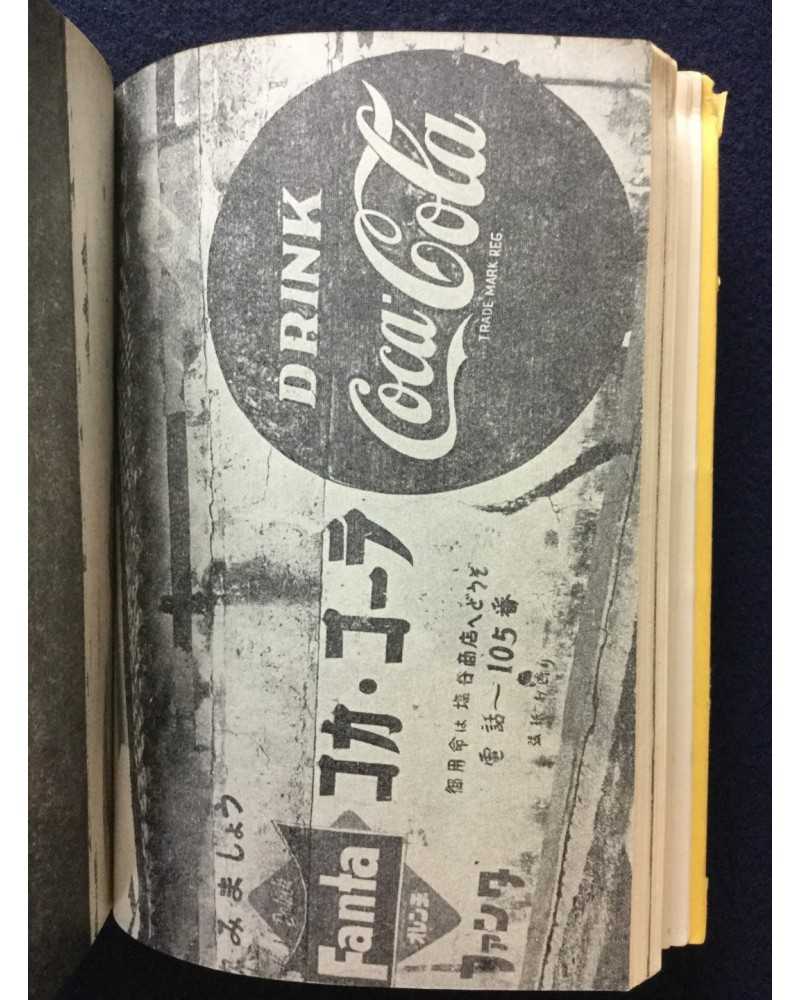 みましょう
Fanta
オレンヂ
ファンタ
コカ・コーラ
御用命は塩谷商店へどうぞ
電話〜105番
DRINK
Coca-Cola
TRADE MARK REG